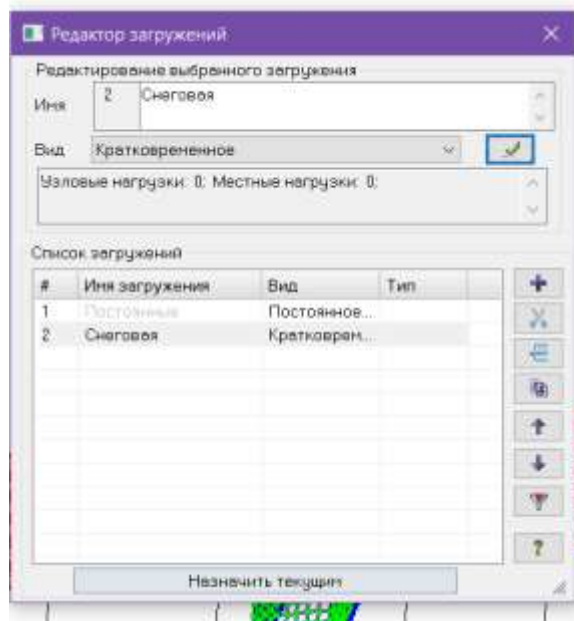 Редактор загружений
Редактирование выбранного загружения
Имя 2 Снеговая
Вид Кратковременное
Узловые нагрузки: 0; Местные нагрузки: 0;
Список загружений
# Имя загружения Вид Тип
1 Постоянные Постоянное...
2 Снеговая Кратковрем...
?
Назначить текущим